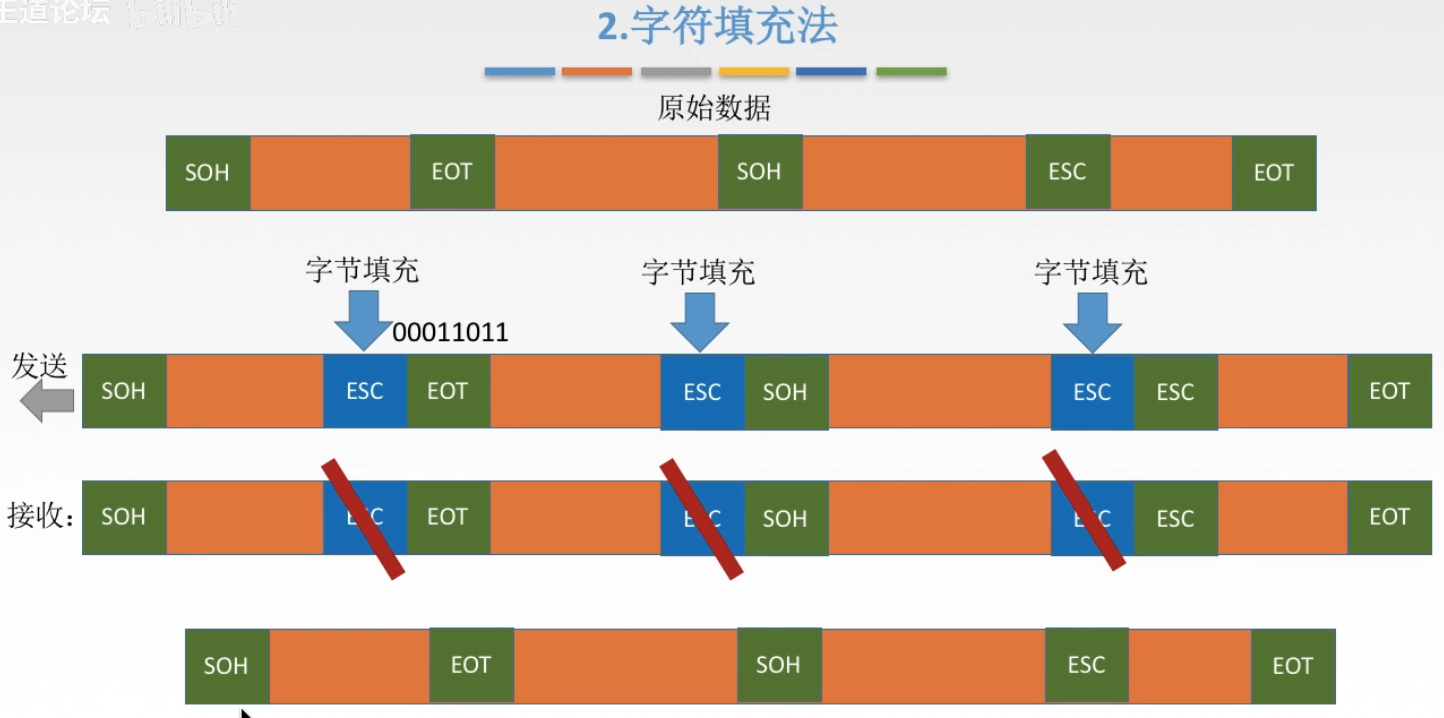 王道论坛 bilibili
2.字符填充法
原始数据
SOH EOT SOH ESC EOT
字节填充 字节填充 字节填充
00011011
发送
SOH ESC EOT ESC SOH ESC ESC EOT
接收：
SOH ESC EOT ESC SOH ESC ESC EOT
SOH EOT SOH ESC EOT